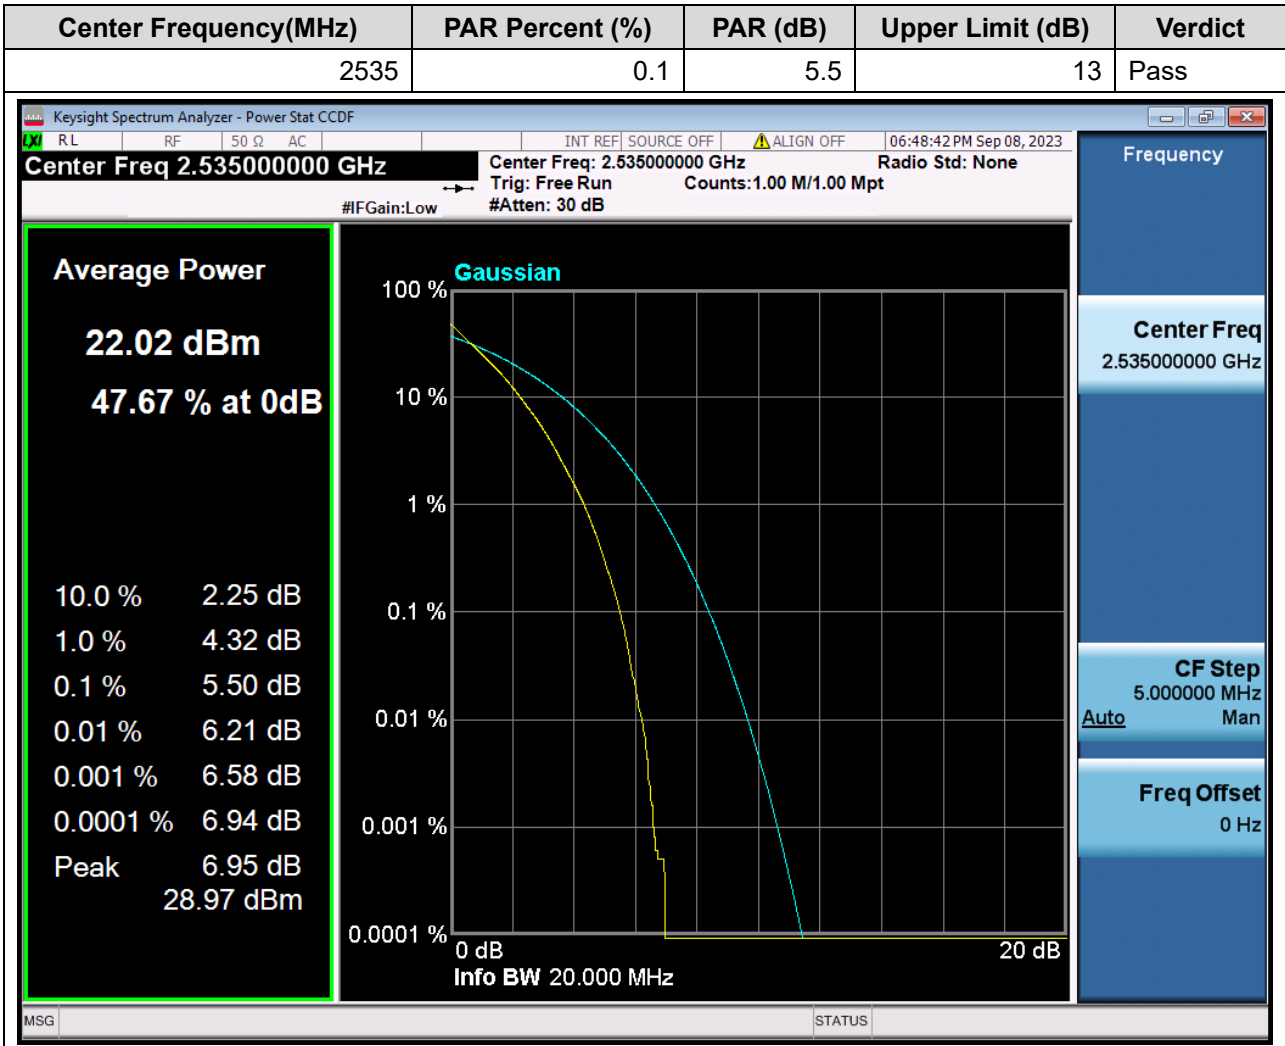 Center Frequency(MHz) PAR Percent (%) PAR (dB) Upper Limit (dB) Verdict
2535 0.1 5.5 13 Pass
Keysight Spectrum Analyzer - Power Stat CCDF
LXI RL RF 50 Ω AC INT REF SOURCE OFF ALIGN OFF 06:48:42 PM Sep 08, 2023
Center Freq 2.535000000 GHz
Center Freq: 2.535000000 GHz Radio Std: None
Trig: Free Run Counts:1.00 M/1.00 Mpt
#IFGain:Low #Atten: 30 dB
Frequency
Average Power
22.02 dBm
47.67 % at 0dB
10.0 % 2.25 dB
1.0 % 4.32 dB
0.1 % 5.50 dB
0.01 % 6.21 dB
0.001 % 6.58 dB
0.0001 % 6.94 dB
Peak 6.95 dB
28.97 dBm
Gaussian
100 %
10 %
1 %
0.1 %
0.01 %
0.001 %
0.0001 %
0 dB 20 dB
Info BW 20.000 MHz
Center Freq
2.535000000 GHz
CF Step
5.000000 MHz
Auto Man
Freq Offset
0 Hz
MSG STATUS